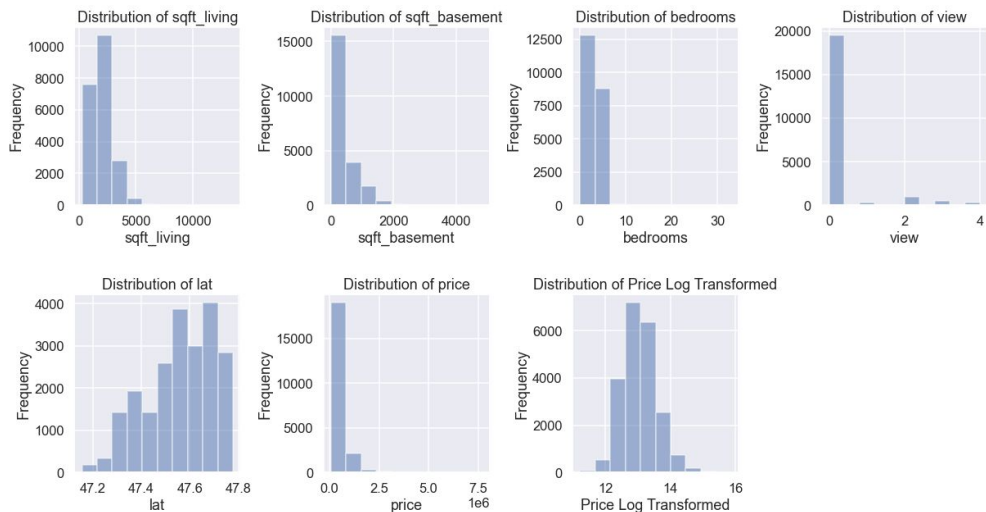 Distribution of sqft_living
Frequency
10000
8000
6000
4000
2000
0
0 5000 10000
sqft_living
Distribution of sqft_basement
Frequency
15000
10000
5000
0
0 2000 4000
sqft_basement
Distribution of bedrooms
Frequency
12500
10000
7500
5000
2500
0
0 10 20 30
bedrooms
Distribution of view
Frequency
20000
15000
10000
5000
0
0 2 4
view
Distribution of lat
Frequency
4000
3000
2000
1000
0
47.2 47.4 47.6 47.8
lat
Distribution of price
Frequency
15000
10000
5000
0
0.0 2.5 5.0 7.5
1e6
price
Distribution of Price Log Transformed
Frequency
6000
4000
2000
0
12 14 16
Price Log Transformed